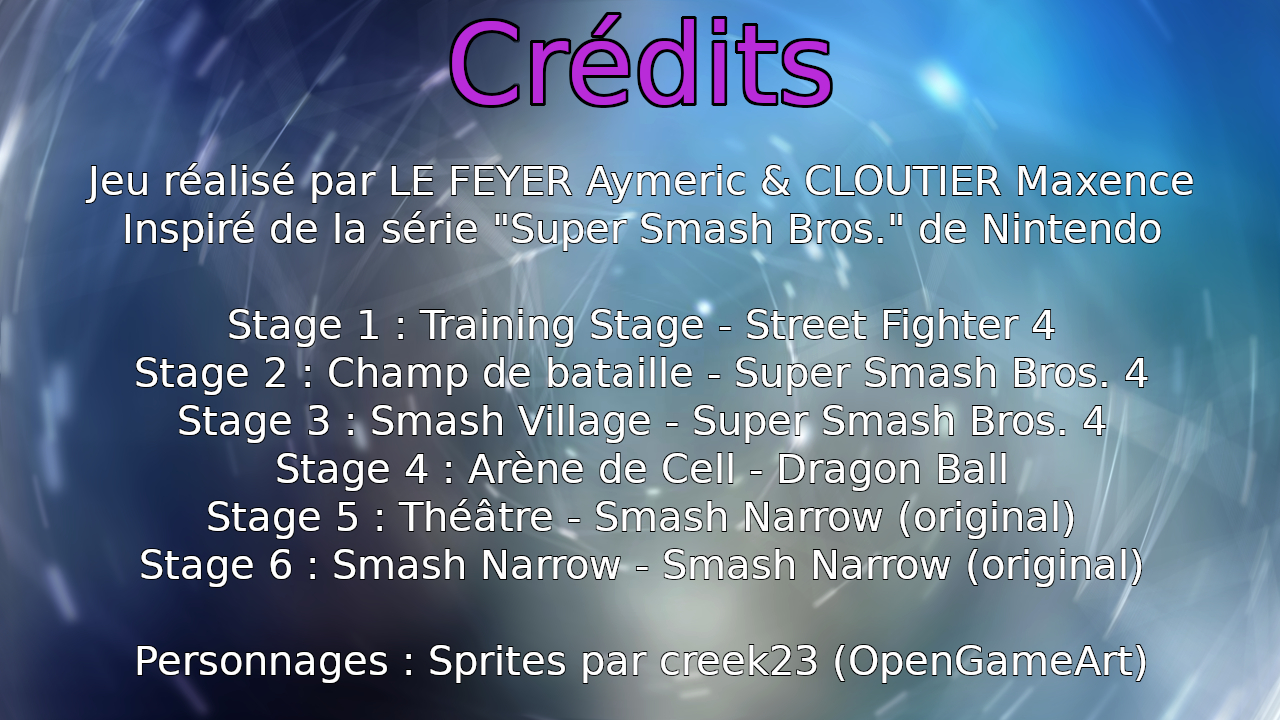 Crédits
Jeu réalisé par LE FEYER Aymeric & CLOUTIER Maxence
Inspiré de la série "Super Smash Bros." de Nintendo
Stage 1 : Training Stage - Street Fighter 4
Stage 2 : Champ de bataille - Super Smash Bros. 4
Stage 3 : Smash Village - Super Smash Bros. 4
Stage 4 : Arène de Cell - Dragon Ball
Stage 5 : Théâtre - Smash Narrow (original)
Stage 6 : Smash Narrow - Smash Narrow (original)
Personnages : Sprites par creek23 (OpenGameArt)